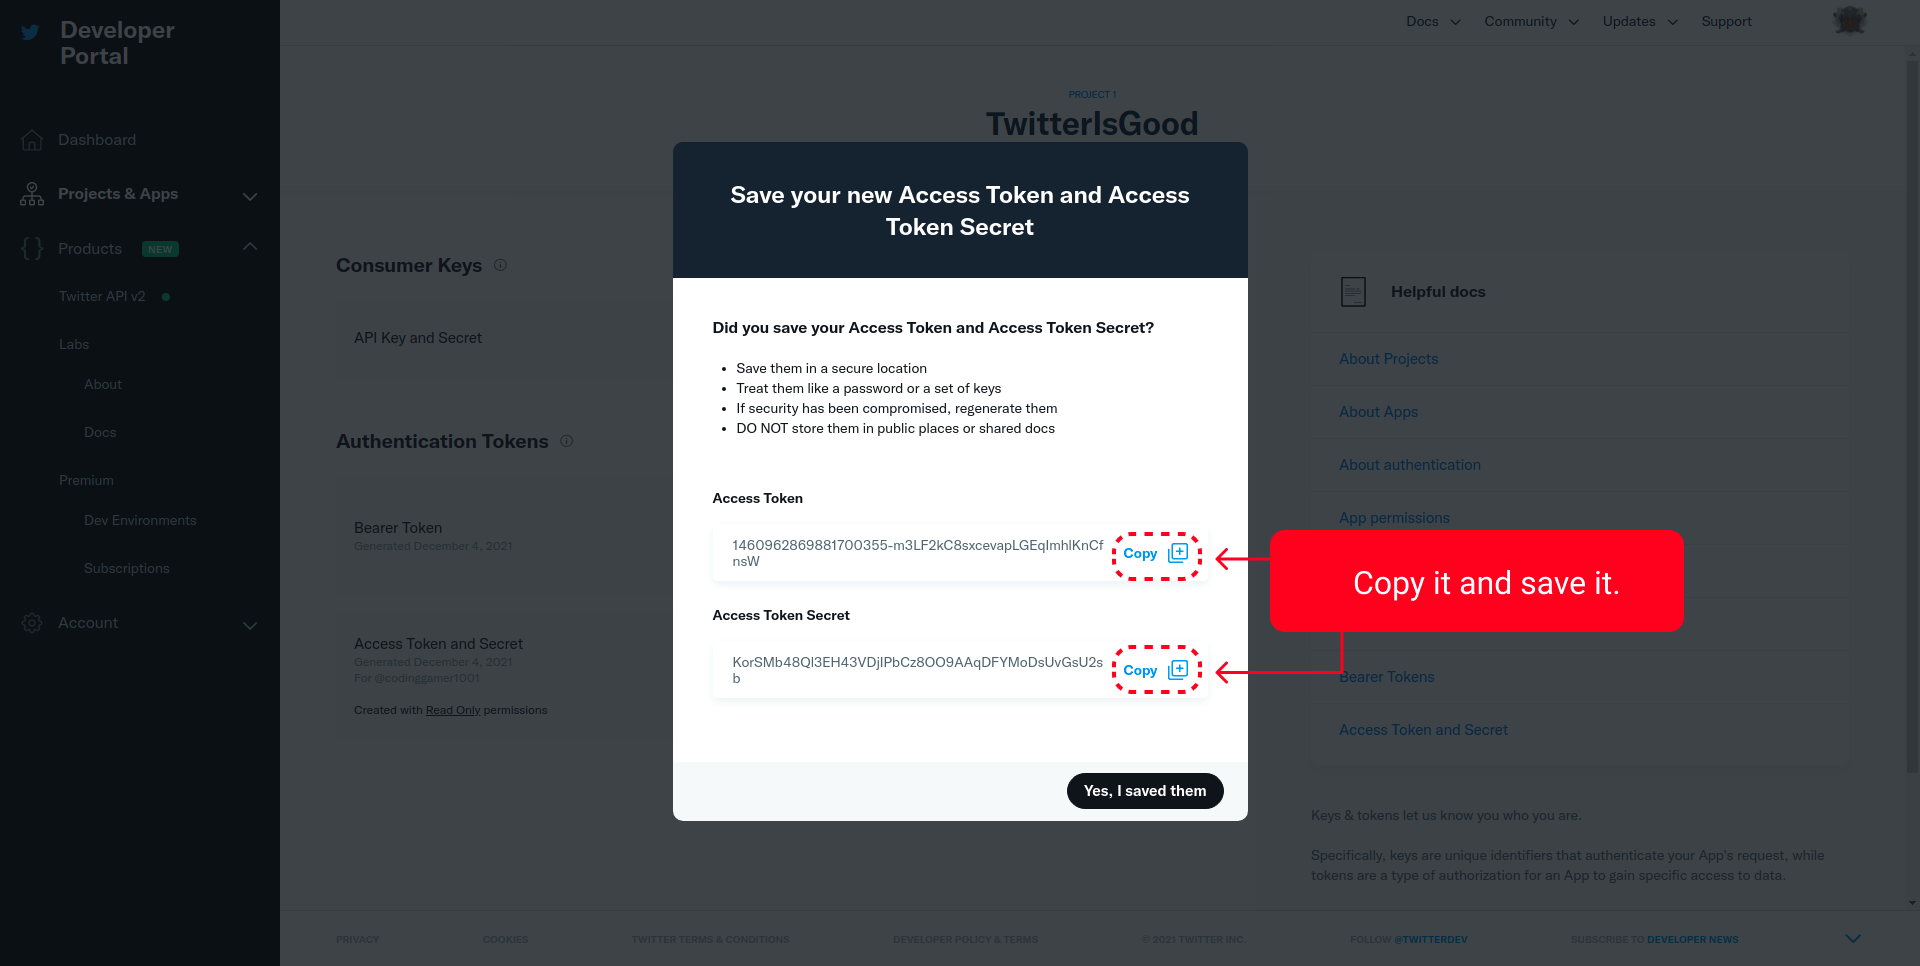 Developer
Portal
Docs
Community
Updates
Support
Dashboard
Projects & Apps
Products NEW
Twitter API v2
Labs
About
Docs
Premium
Dev Environments
Subscriptions
Account
PROJECT 1
TwitterIsGood
Consumer Keys
API Key and Secret
Authentication Tokens
Bearer Token
Generated December 4, 2021
Access Token and Secret
Generated December 4, 2021
For @codinggamer1001
Created with Read Only permissions
Save your new Access Token and Access
Token Secret
Did you save your Access Token and Access Token Secret?
• Save them in a secure location
• Treat them like a password or a set of keys
• If security has been compromised, regenerate them
• DO NOT store them in public places or shared docs
Access Token
1460962869881700355-m3LF2kC8sxcevapLGEqImhlKnCf
nsW
Copy
Access Token Secret
KorSMb48Ql3EH43VDjlPbCz8OO9AAqDFYMoDsUvGsU2s
b
Copy
Yes, I saved them
Copy it and save it.
Helpful docs
About Projects
About Apps
About authentication
App permissions
Bearer Tokens
Access Token and Secret
Keys & tokens let us know you who you are.
Specifically, keys are unique identifiers that authenticate your App's request, while
tokens are a type of authorization for an App to gain specific access to data.
PRIVACY
COOKIES
TWITTER TERMS & CONDITIONS
DEVELOPER POLICY & TERMS
© 2021 TWITTER INC.
FOLLOW @TWITTERDEV
SUBSCRIBE TO DEVELOPER NEWS